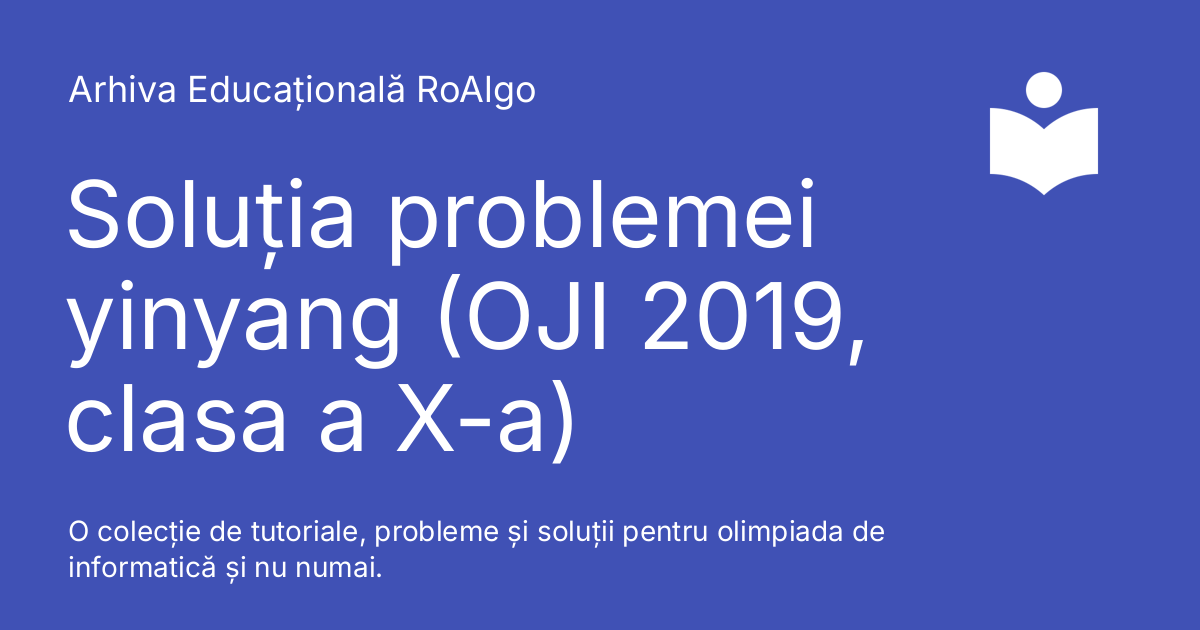 Arhiva Educațională RoAlgo
Soluția problemei
yinyang (OJI 2019,
clasa a X-a)
O colecție de tutoriale, probleme și soluții pentru olimpiada de
informatică și nu numai.